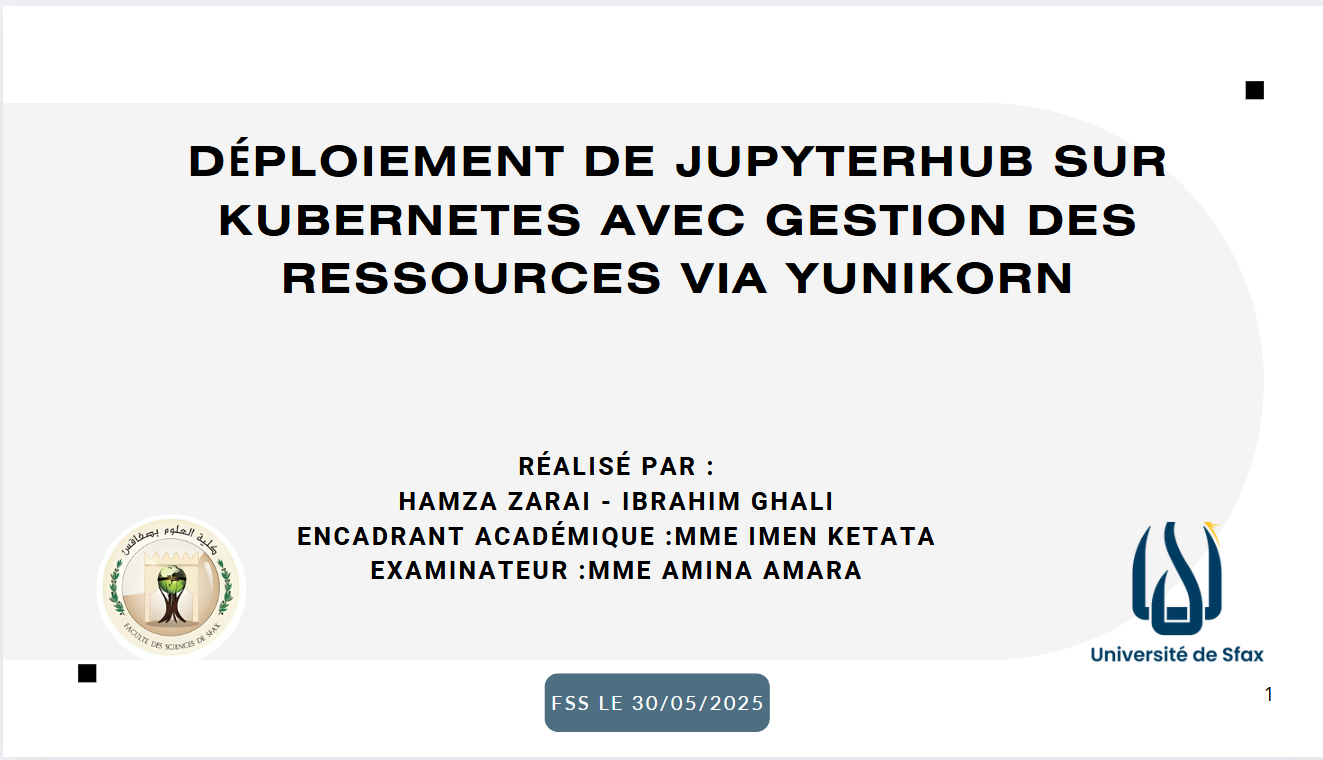 DÉPLOIEMENT DE JUPYTERHUB SUR
KUBERNETES AVEC GESTION DES
RESSOURCES VIA YUNIKORN
RÉALISÉ PAR :
HAMZA ZARAI - IBRAHIM GHALI
ENCADRANT ACADÉMIQUE :MME IMEN KETATA
EXAMINATEUR :MME AMINA AMARA
كلية العلوم بصفاقس
FACULTE DES SCIENCES DE SFAX
Université de Sfax
FSS LE 30/05/2025
1